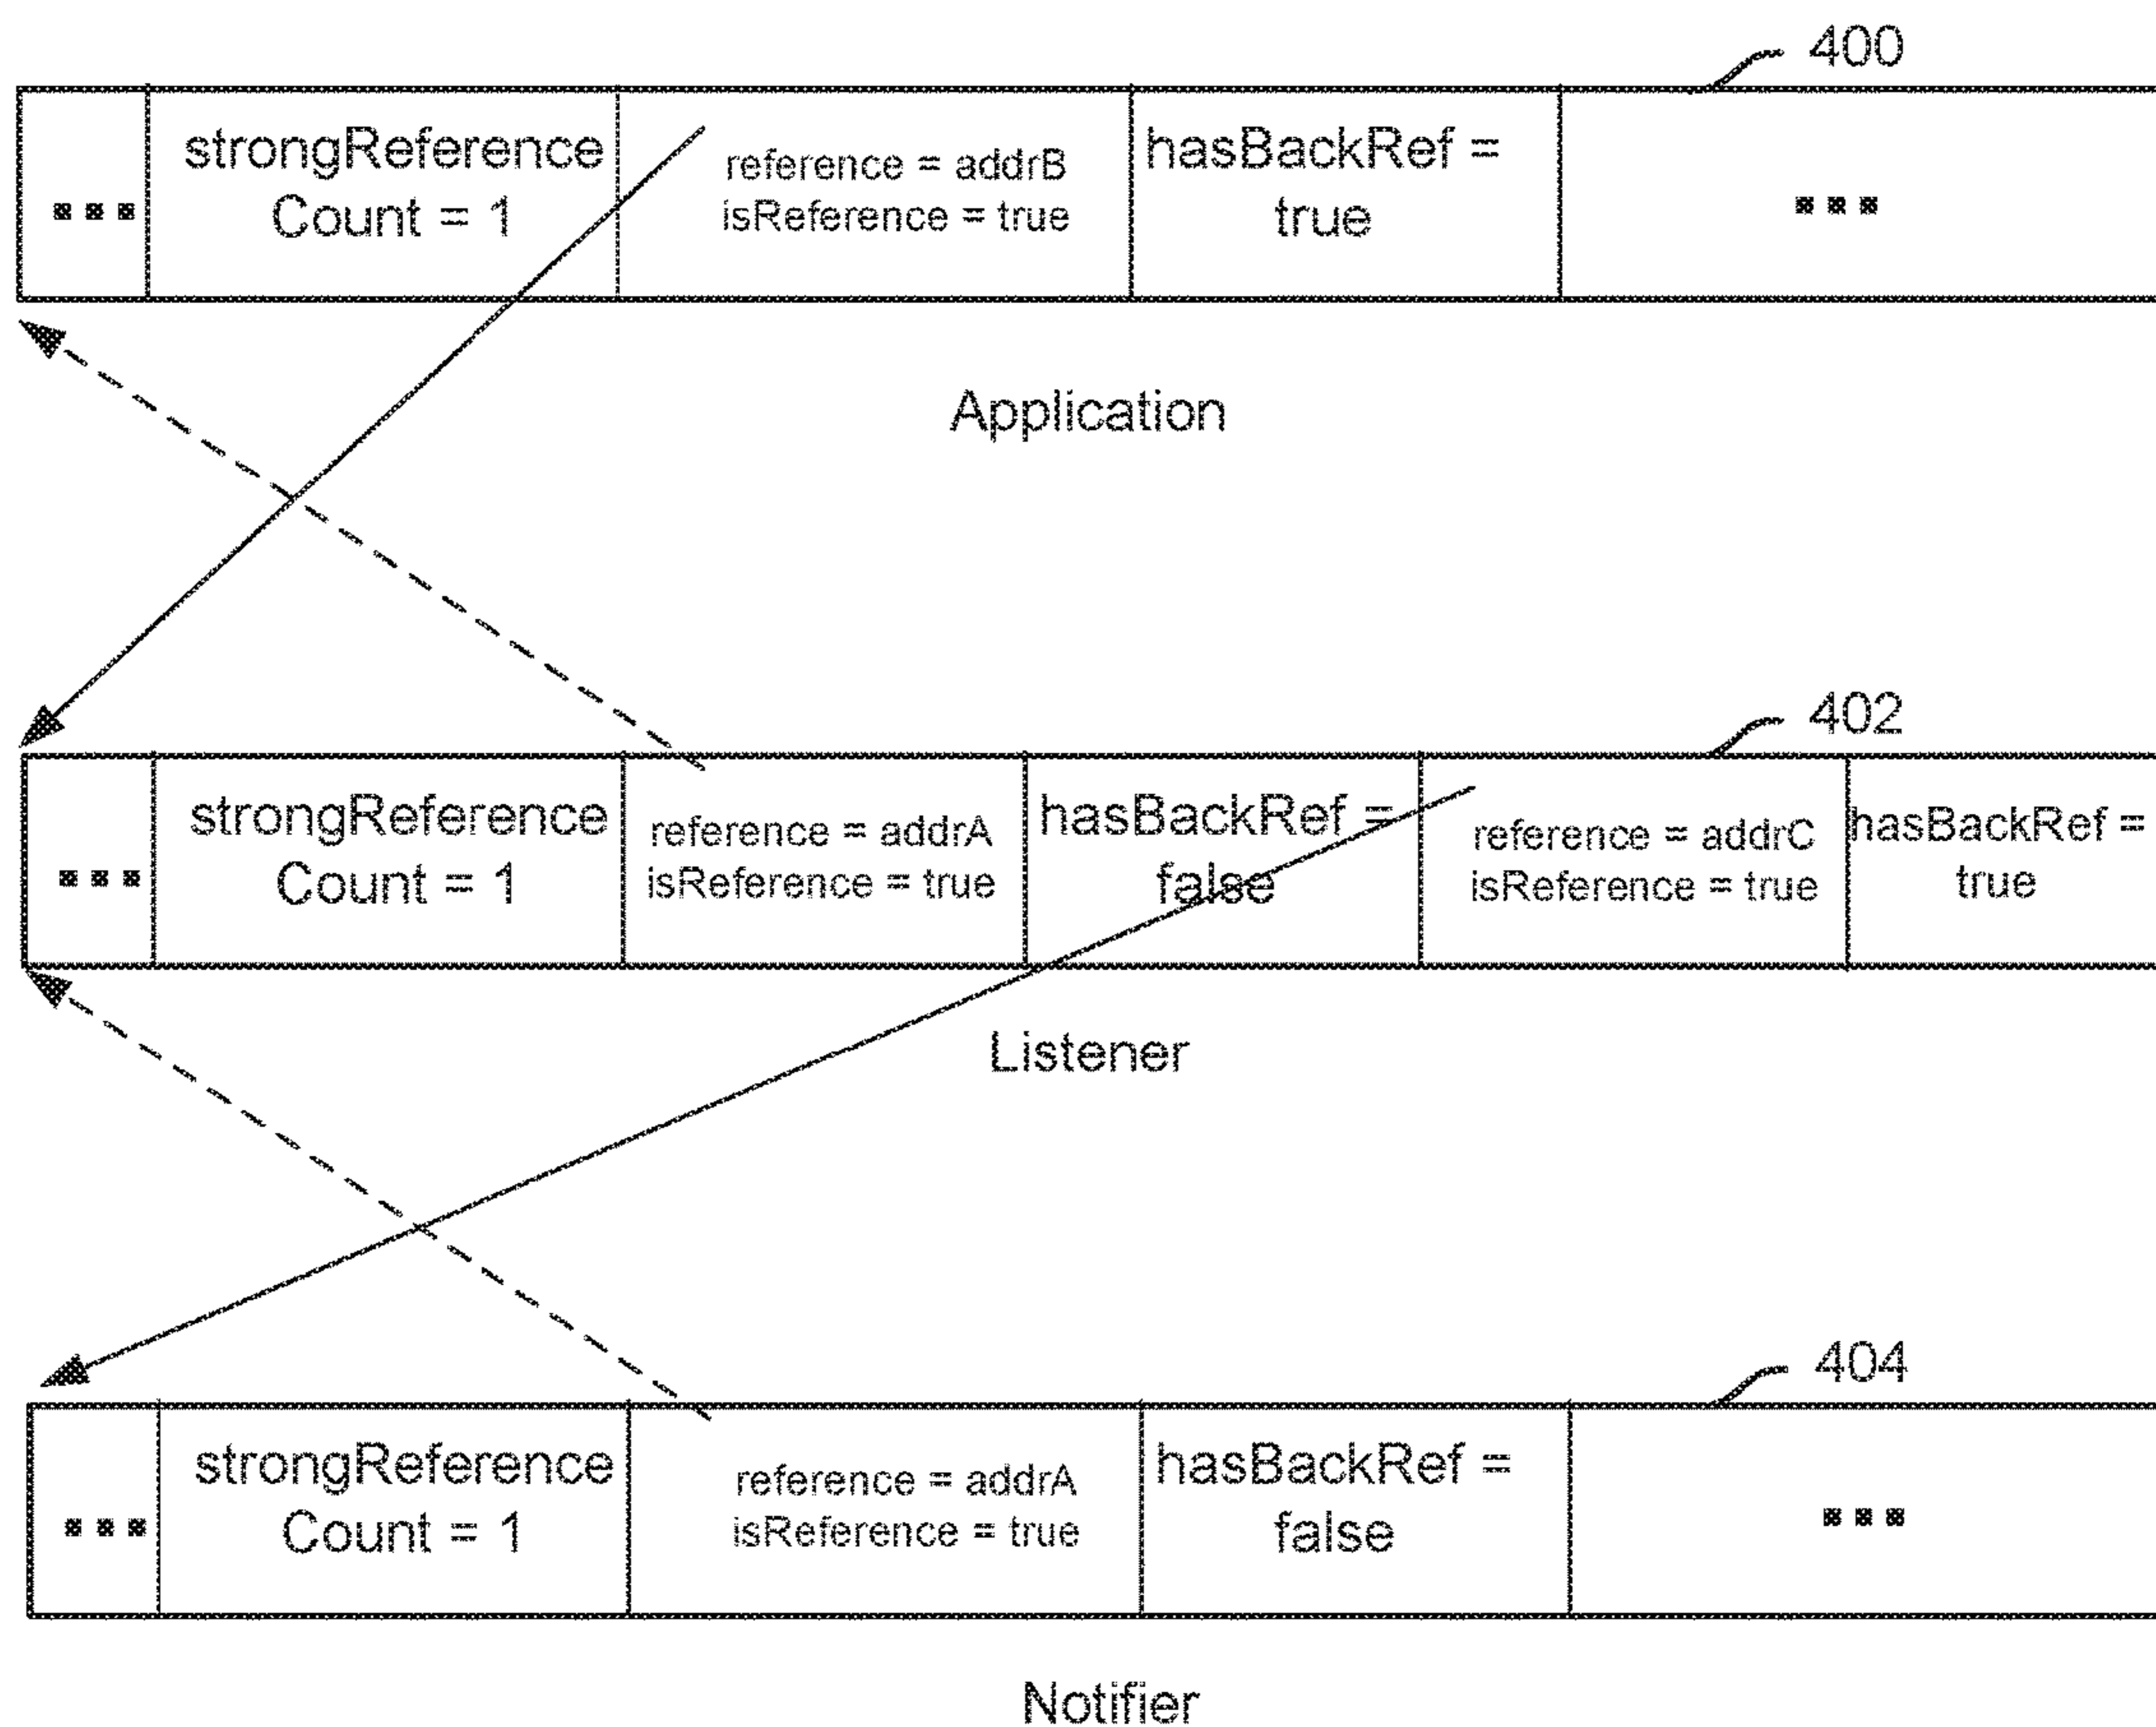 400
strongReference
Count = 1
reference = addrB
isReference = true
hasBackRef =
true
...
...
Application
402
strongReference
Count = 1
reference = addrA
isReference = true
hasBackRef =
false
reference = addrC
isReference = true
hasBackRef =
true
...
Listener
404
strongReference
Count = 1
reference = addrA
isReference = true
hasBackRef =
false
...
...
Notifier